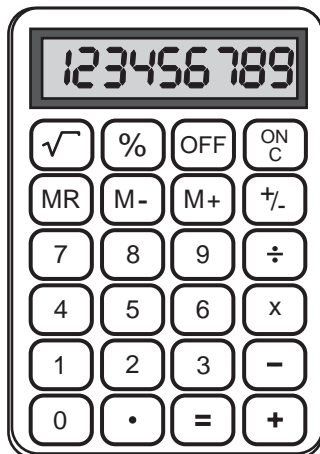 123456789
√ % OFF ON C
MR M- M+ +/-
7 8 9 ÷
4 5 6 x
1 2 3 -
0 . = +